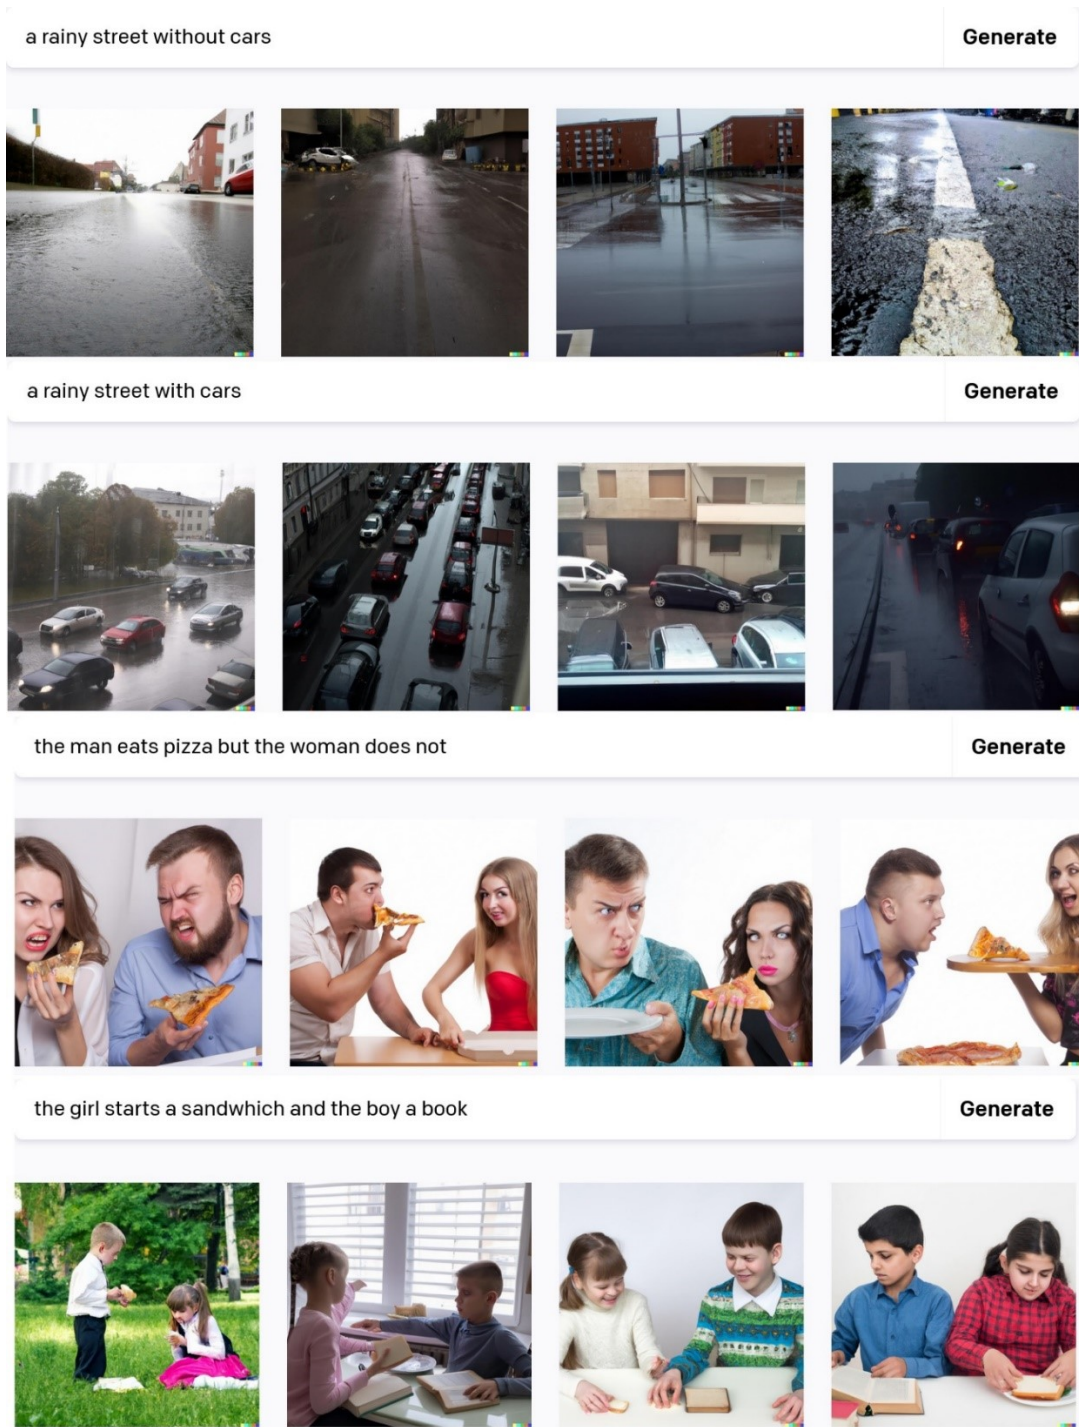 a rainy street without cars
Generate
a rainy street with cars
Generate
the man eats pizza but the woman does not
Generate
the girl starts a sandwhich and the boy a book
Generate